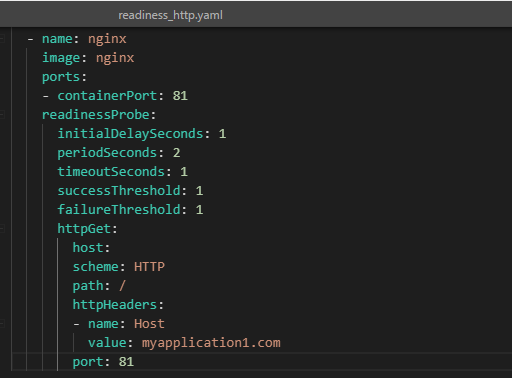 readiness_http.yaml
- name: nginx
image: nginx
ports:
- containerPort: 81
readinessProbe:
initialDelaySeconds: 1
periodSeconds: 2
timeoutSeconds: 1
successThreshold: 1
failureThreshold: 1
httpGet:
host:
scheme: HTTP
path: /
httpHeaders:
- name: Host
value: myapplication1.com
port: 81